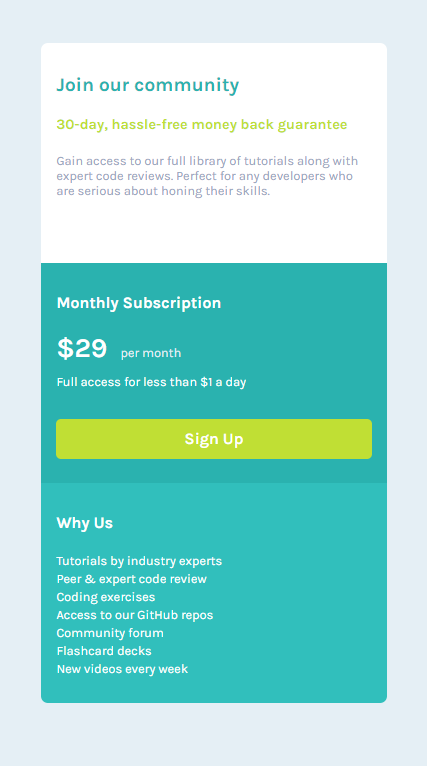 Join our community
30-day, hassle-free money back guarantee
Gain access to our full library of tutorials along with
expert code reviews. Perfect for any developers who
are serious about honing their skills.
Monthly Subscription
$29 per month
Full access for less than $1 a day
Sign Up
Why Us
Tutorials by industry experts
Peer & expert code review
Coding exercises
Access to our GitHub repos
Community forum
Flashcard decks
New videos every week